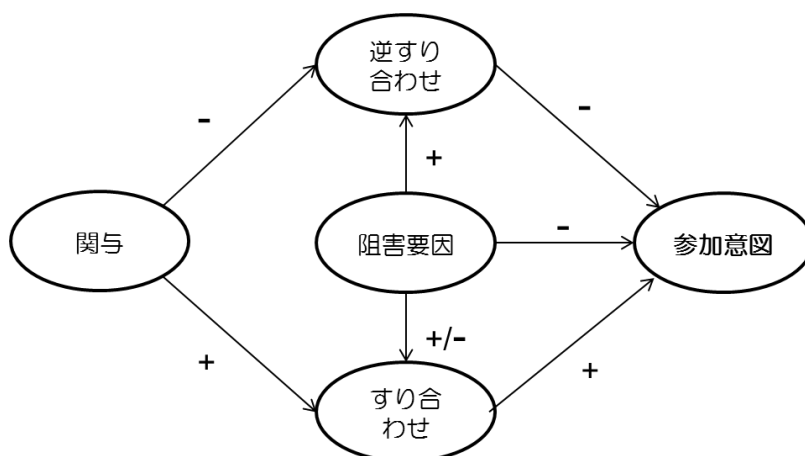 逆すり
合わせ
-
-
+
関与
阻害要因
-
参加意図
+/-
+
+
すり合
わせ